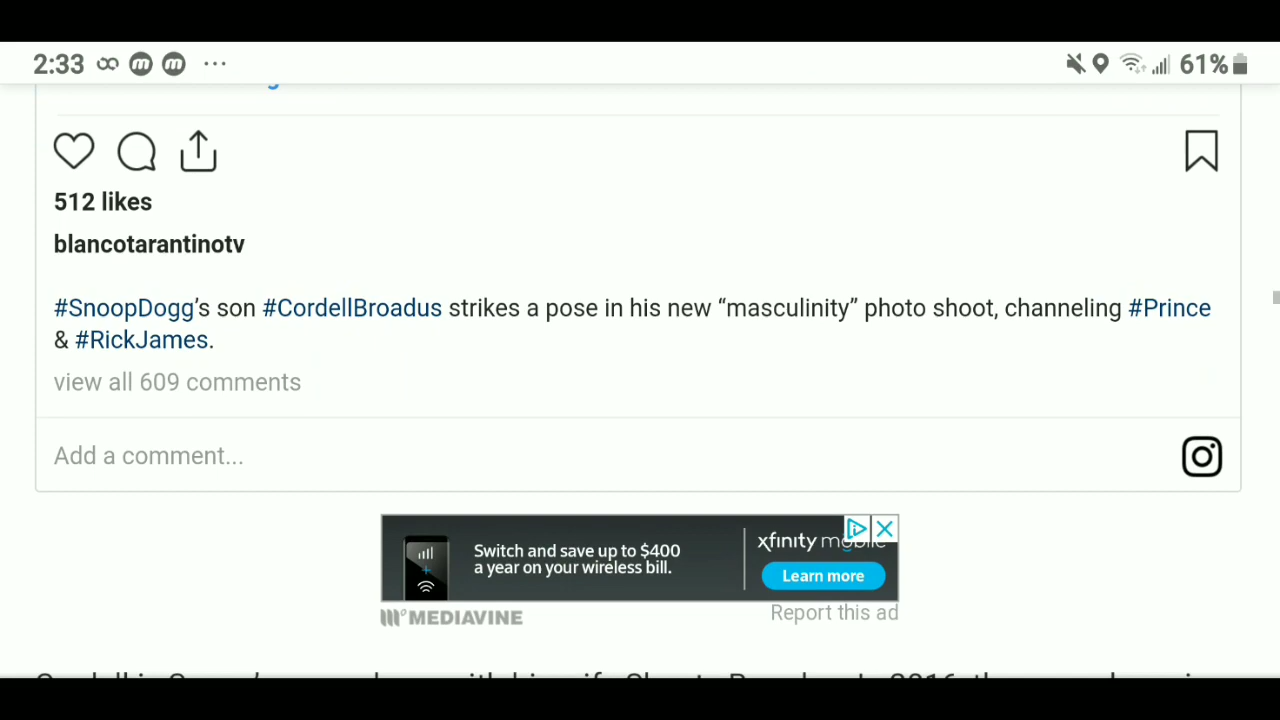 2:33 61%
512 likes
blancotarantinotv
#SnoopDogg's son #CordellBroadus strikes a pose in his new “masculinity” photo shoot, channeling #Prince
& #RickJames.
view all 609 comments
Add a comment...
Switch and save up to $400
a year on your wireless bill.
xfinity mobile
Learn more
MEDIAVINE
Report this ad